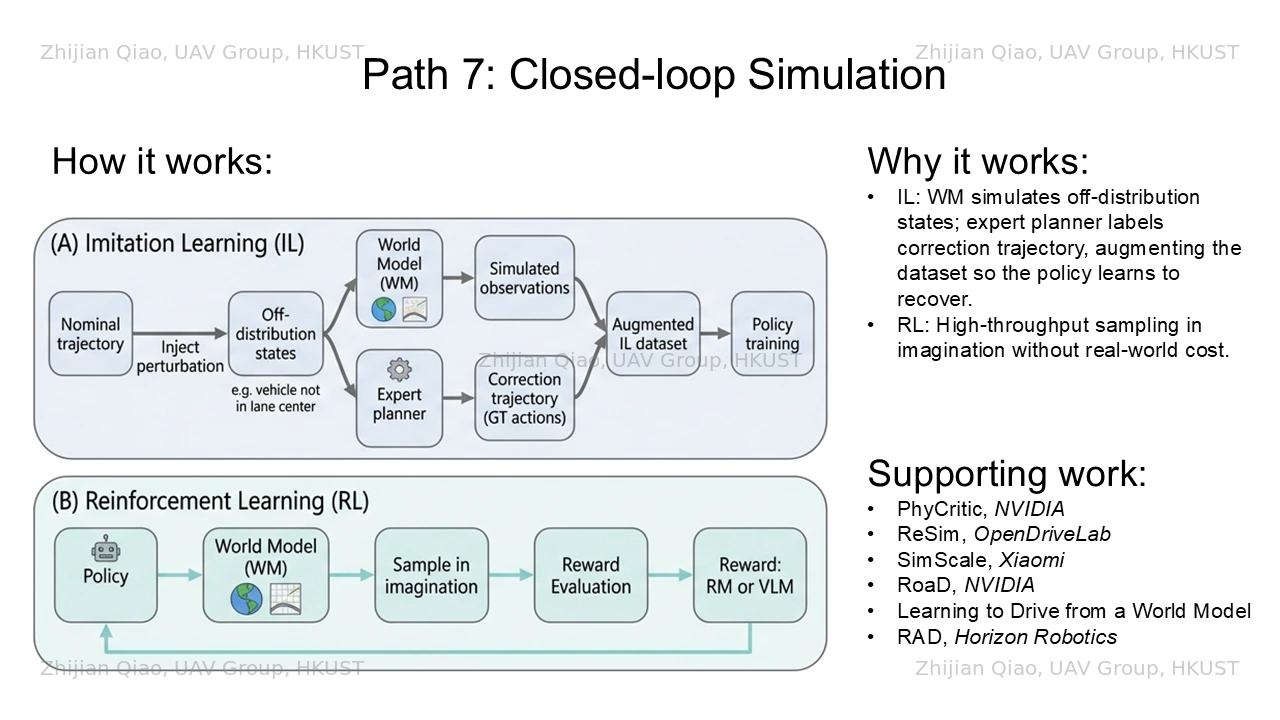 Zhijian Qiao, UAV Group, HKUST
Zhijian Qiao, UAV Group, HKUST
Path 7: Closed-loop Simulation
How it works:
(A) Imitation Learning (IL)
Nominal
trajectory
Inject
perturbation
Off-
distribution
states
e.g. vehicle not
in lane center
World
Model
(WM)
Simulated
observations
Expert
planner
Correction
trajectory
(GT actions)
Augmented
IL dataset
Policy
training
Zhijian Qiao, UAV Group, HKUST
(B) Reinforcement Learning (RL)
Policy
World Model
(WM)
Sample in
imagination
Reward
Evaluation
Reward:
RM or VLM
Why it works:
• IL: WM simulates off-distribution
states; expert planner labels
correction trajectory, augmenting the
dataset so the policy learns to
recover.
• RL: High-throughput sampling in
imagination without real-world cost.
Supporting work:
• PhyCritic, NVIDIA
• ReSim, OpenDriveLab
• SimScale, Xiaomi
• RoaD, NVIDIA
• Learning to Drive from a World Model
• RAD, Horizon Robotics
Zhijian Qiao, UAV Group, HKUST
Zhijian Qiao, UAV Group, HKUST